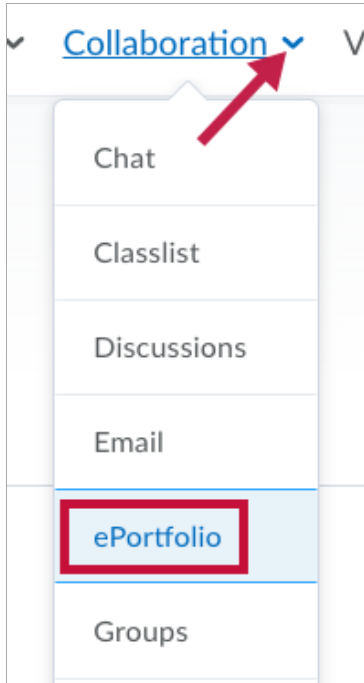 Collaboration V
Chat
Classlist
Discussions
Email
ePortfolio
Groups